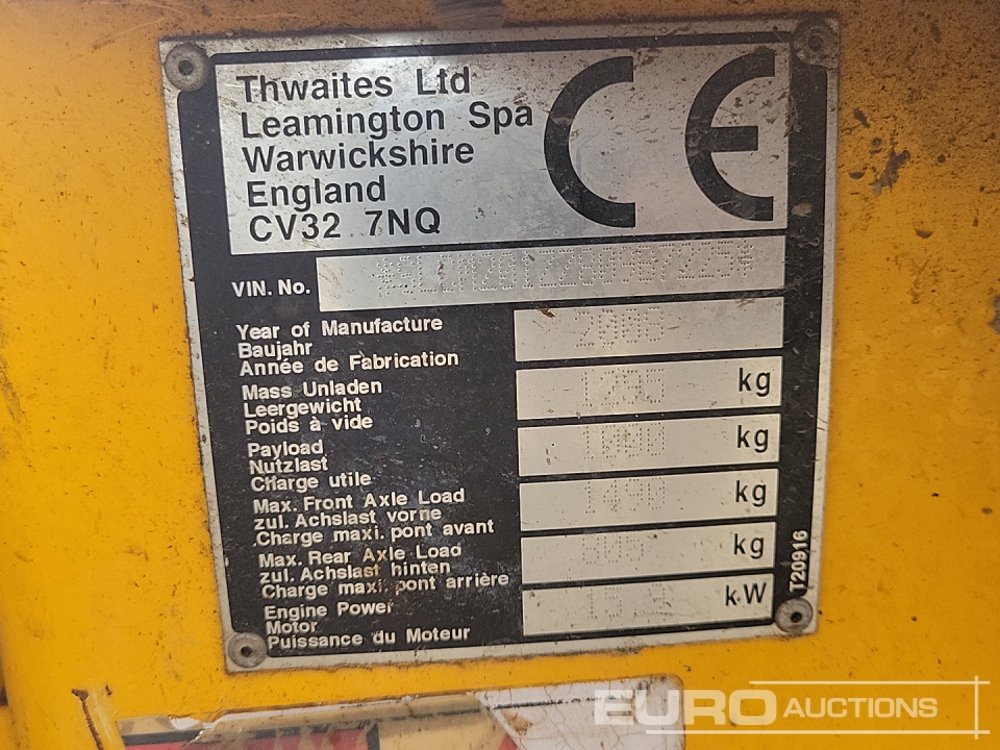 Thwaites Ltd
Leamington Spa
Warwickshire
England
CV32 7NQ
CE
VIN. No.
Year of Manufacture
Baujahr
Année de Fabrication
2008
Mass Unladen
Leergewicht
Poids à vide
kg
Payload
Nutzlast
Charge utile
1000 kg
Max. Front Axle Load
zul. Achslast vorne
Charge maxi. pont avant
1490 kg
Max. Rear Axle Load
zul. Achslast hinten
Charge maxi. pont arrière
kg
Engine Power
Motor
Puissance du Moteur
kW
T20916
EURO AUCTIONS